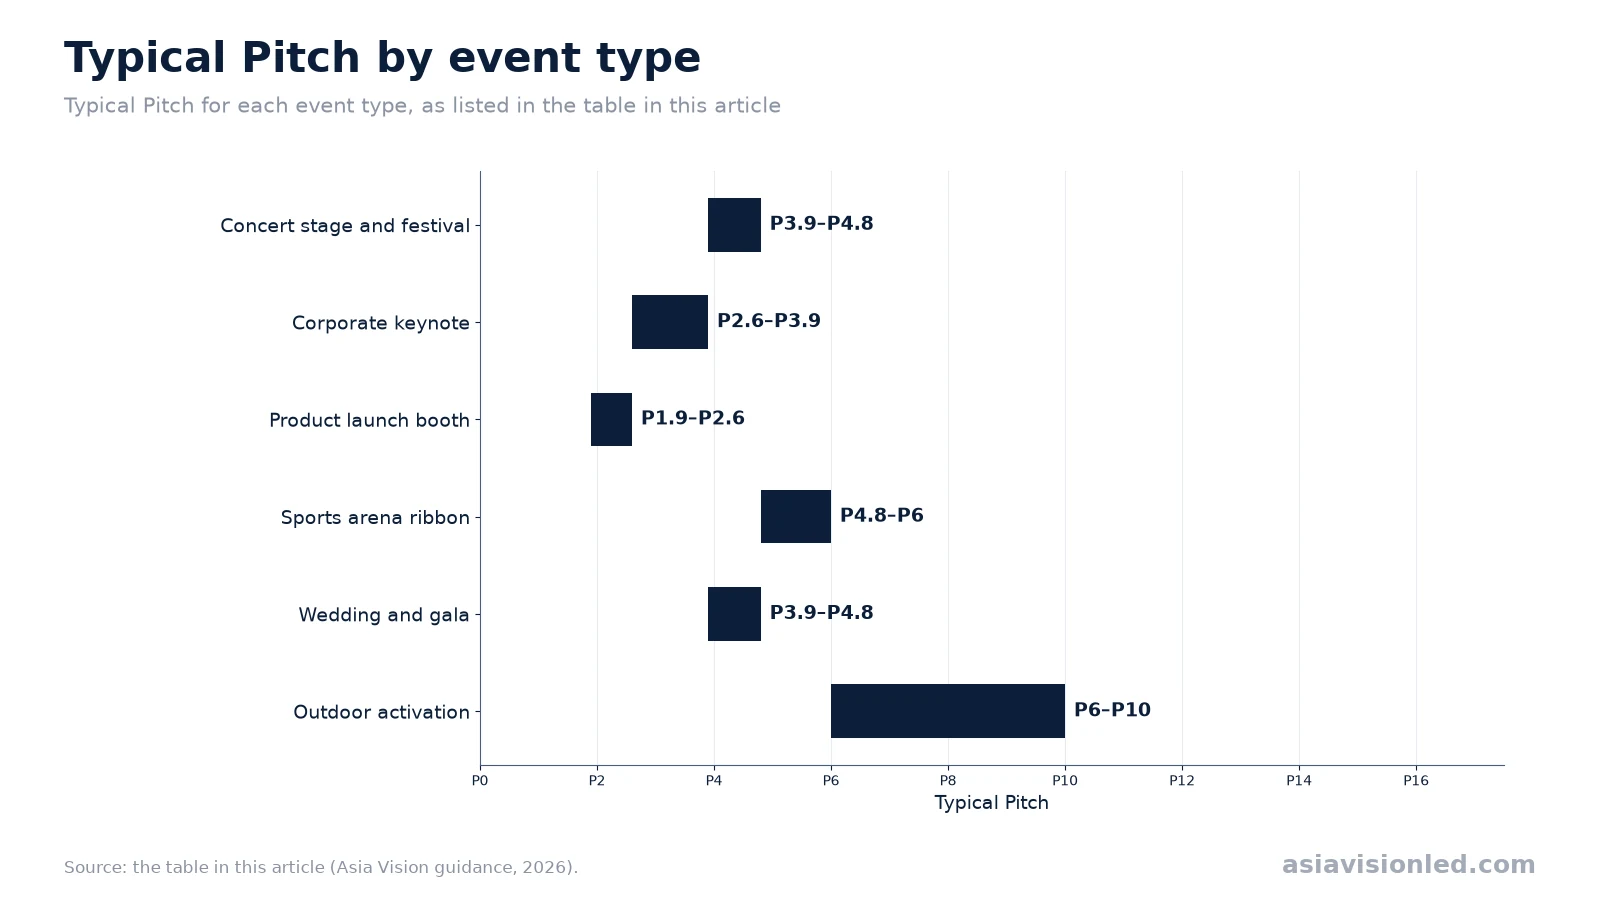 Typical Pitch by event type
Typical Pitch for each event type, as listed in the table in this article
Concert stage and festival
P3.9–P4.8
Corporate keynote
P2.6–P3.9
Product launch booth
P1.9–P2.6
Sports arena ribbon
P4.8–P6
Wedding and gala
P3.9–P4.8
Outdoor activation
P6–P10
P0 P2 P4 P6 P8 P10 P12 P14 P16
Typical Pitch
Source: the table in this article (Asia Vision guidance, 2026).
asiavisionled.com